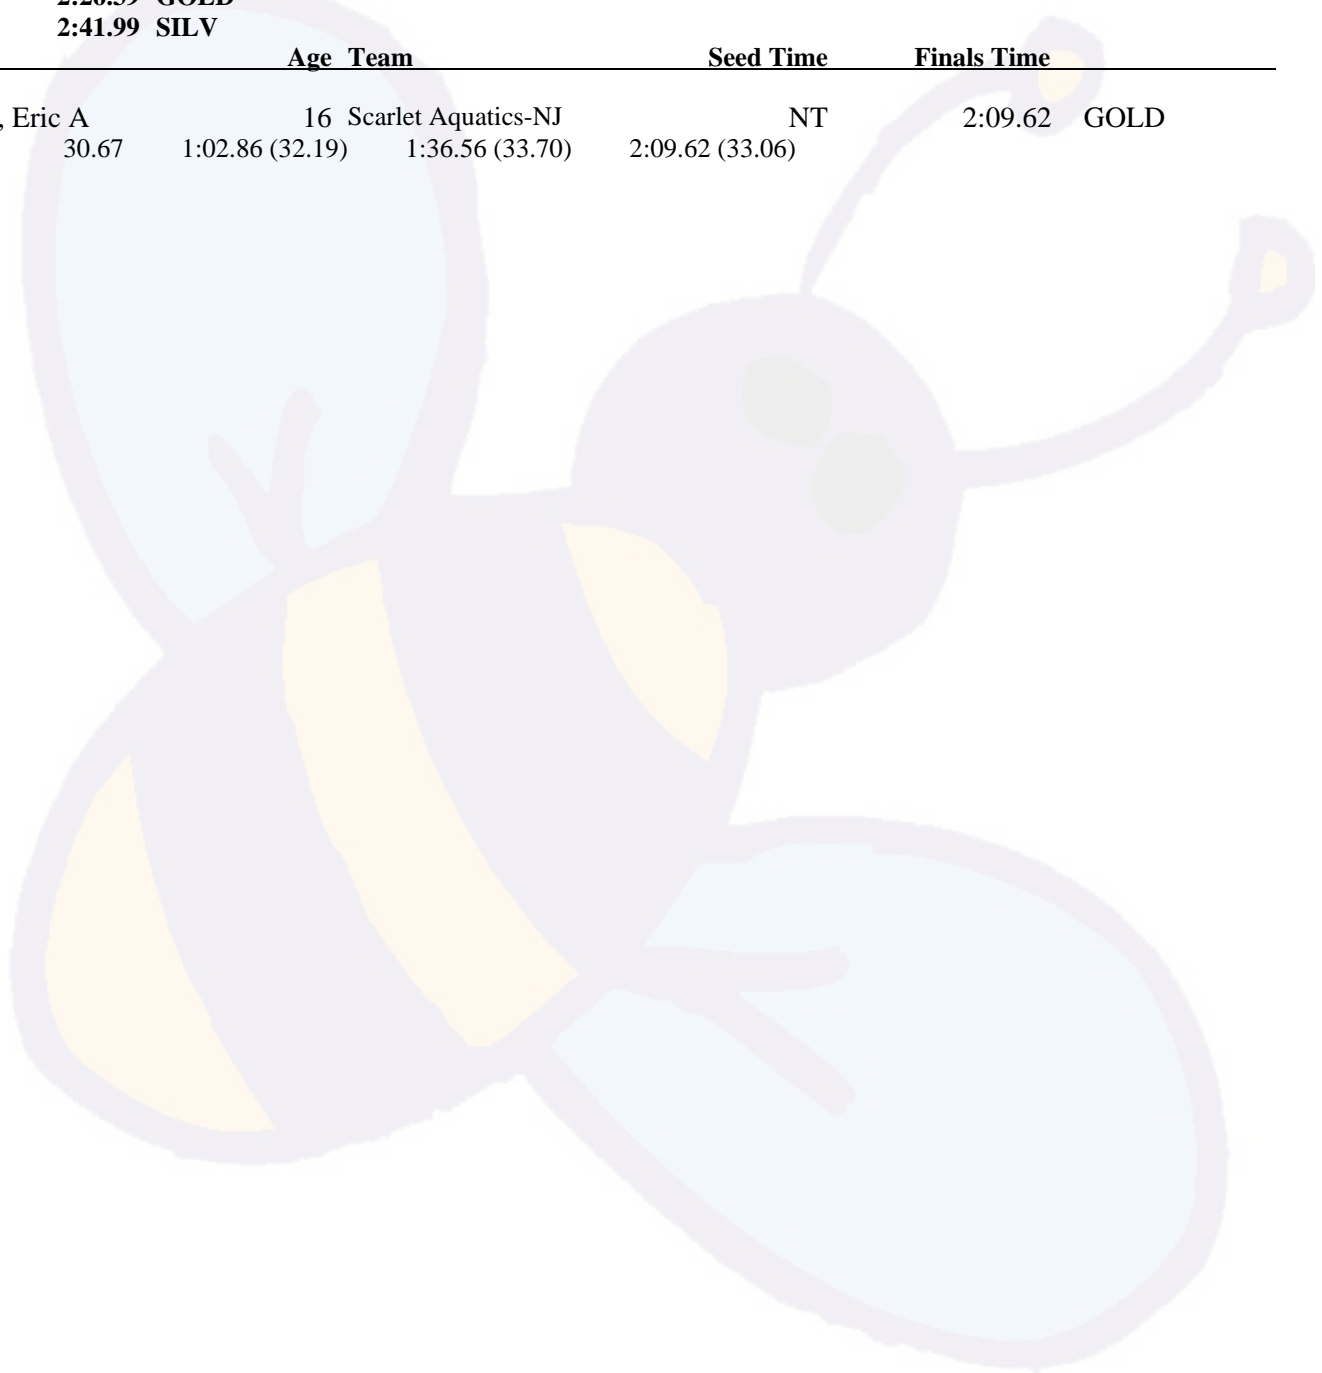 2:41.99 SILV
Age Team Seed Time Finals Time
, Eric A 16 Scarlet Aquatics-NJ NT 2:09.62 GOLD
30.67 1:02.86 (32.19) 1:36.56 (33.70) 2:09.62 (33.06)